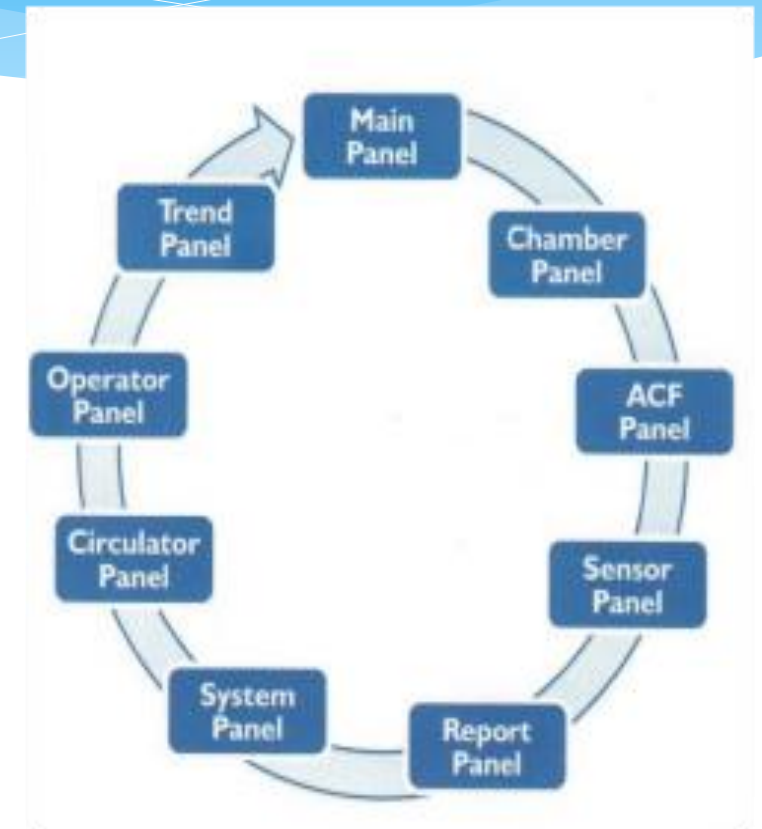 Main
Panel
Chamber
Panel
ACF
Panel
Sensor
Panel
Report
Panel
System
Panel
Circulator
Panel
Operator
Panel
Trend
Panel